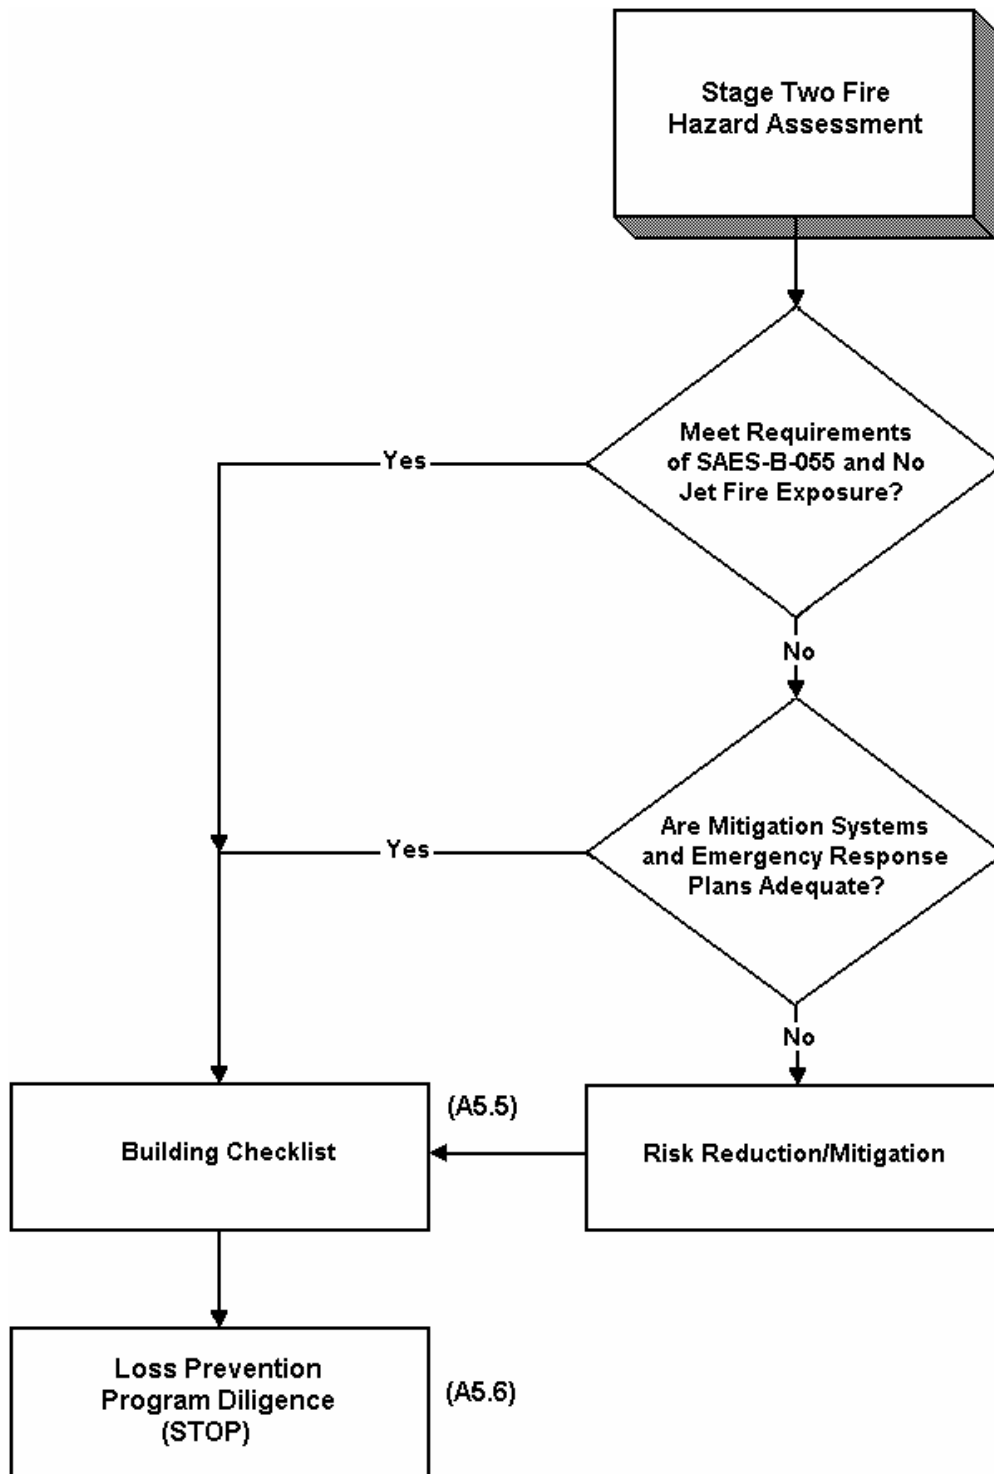 Stage Two Fire
Hazard Assessment
Meet Requirements
of SAES-B-055 and No
Jet Fire Exposure?
Yes
No
Are Mitigation Systems
and Emergency Response
Plans Adequate?
Yes
No
(A5.5)
Building Checklist
Risk Reduction/Mitigation
Loss Prevention
Program Diligence
(STOP)
(A5.6)